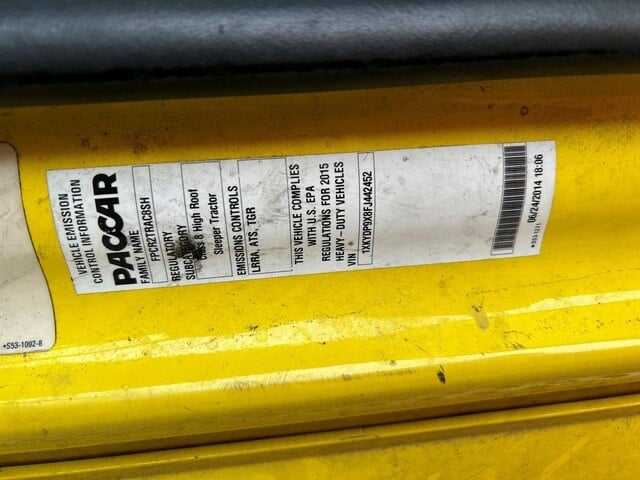 VEHICLE EMISSION
CONTROL INFORMATION
PACCAR
FAMILY NAME
FPCR2TRAC8SH
REGULATORY
SUBCATEGORY
Class 8 High Roof
Sleeper Tractor
EMISSIONS CONTROLS
LRRA, ATS, TGR
THIS VEHICLE COMPLIES
WITH U.S. EPA
REGULATIONS FOR 2015
HEAVY - DUTY VEHICLES
VIN 1XKYDP9X8FJ442452
06/24/2014 18:06
*S53-1092-8